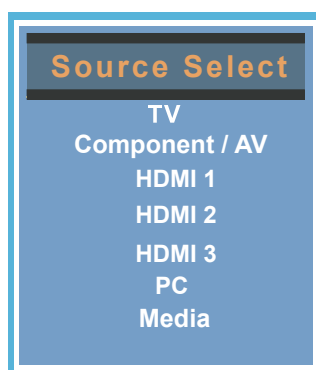 Source Select
TV
Component / AV
HDMI 1
HDMI 2
HDMI 3
PC
Media